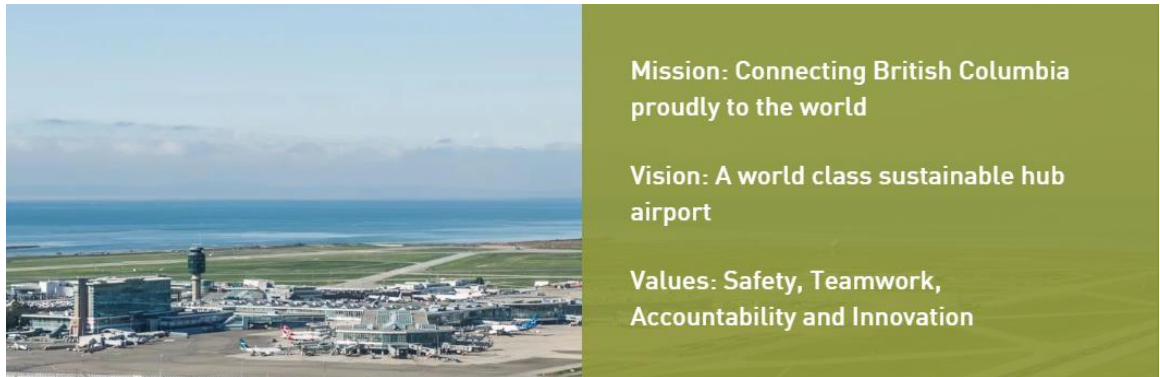 Mission: Connecting British Columbia
proudly to the world
Vision: A world class sustainable hub
airport
Values: Safety, Teamwork,
Accountability and Innovation